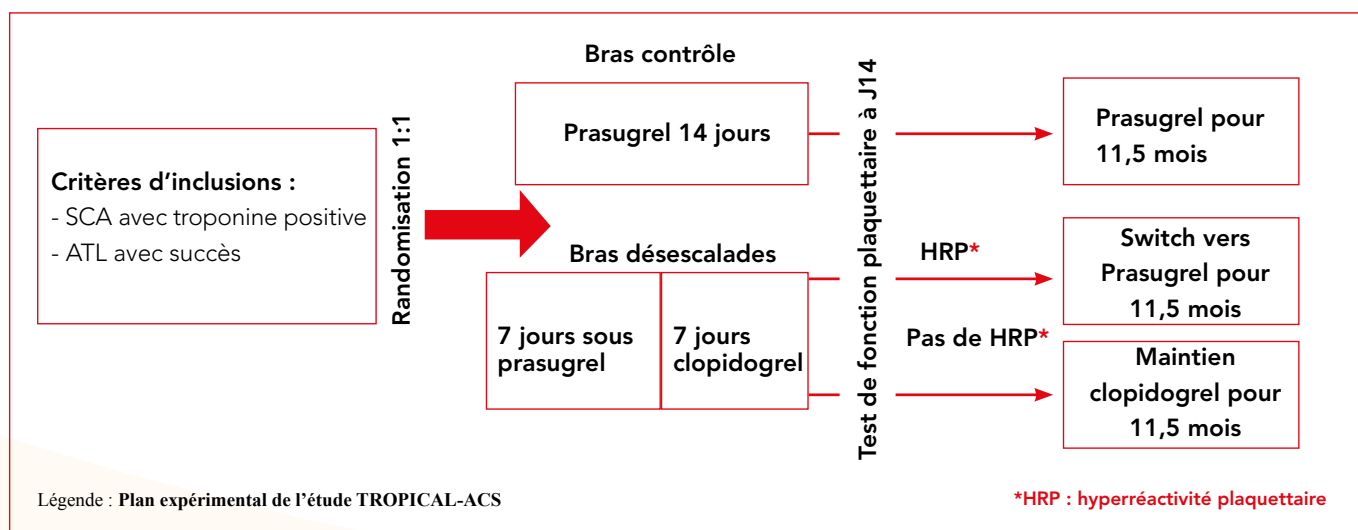 Critères d'inclusions :
- SCA avec troponine positive
- ATL avec succès
Randomisation 1:1
Bras contrôle
Prasugrel 14 jours
Bras désescalades
7 jours sous
prasugrel
7 jours
clopidogrel
Test de fonction plaquettaire à J14
HRP*
Pas de HRP*
Prasugrel pour
11,5 mois
Switch vers
Prasugrel pour
11,5 mois
Maintien
clopidogrel pour
11,5 mois
Légende : Plan expérimental de l'étude TROPICAL-ACS
*HRP : hyperréactivité plaquettaire